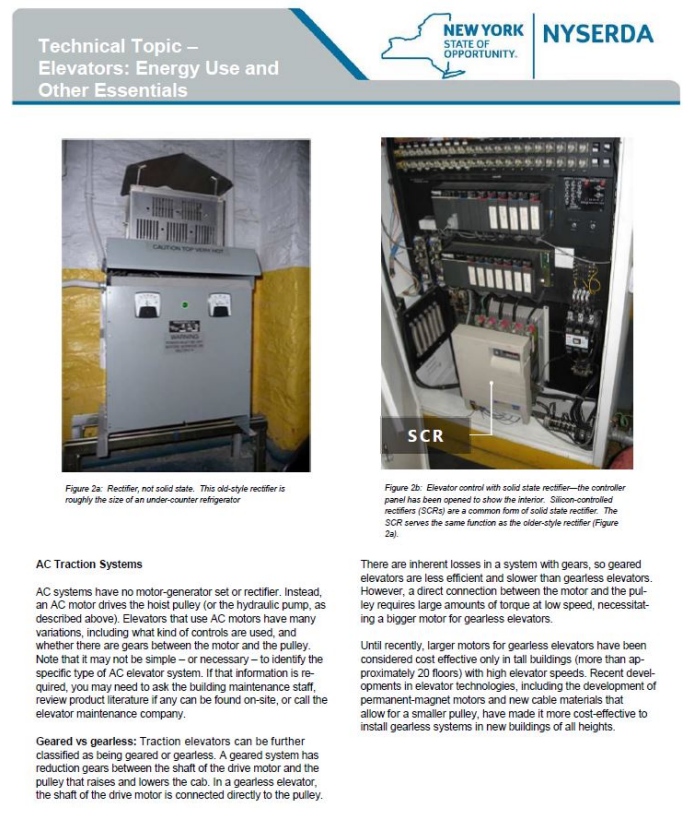 Technical Topic –
Elevators: Energy Use and
Other Essentials
NEW YORK
STATE OF
OPPORTUNITY.
NYSERDA
CAUTION TOP VERY HOT
WARNING
SCR
Figure 2a: Rectifier, not solid state. This old-style rectifier is
roughly the size of an under-counter refrigerator
Figure 2b: Elevator control with solid state rectifier—the controller
panel has been opened to show the interior. Silicon-controlled
rectifiers (SCRs) are a common form of solid state rectifier. The
SCR serves the same function as the older-style rectifier (Figure
2a).
AC Traction Systems
AC systems have no motor-generator set or rectifier. Instead,
an AC motor drives the hoist pulley (or the hydraulic pump, as
described above). Elevators that use AC motors have many
variations, including what kind of controls are used, and
whether there are gears between the motor and the pulley.
Note that it may not be simple – or necessary – to identify the
specific type of AC elevator system. If that information is re-
quired, you may need to ask the building maintenance staff,
review product literature if any can be found on-site, or call the
elevator maintenance company.
Geared vs gearless: Traction elevators can be further
classified as being geared or gearless. A geared system has
reduction gears between the shaft of the drive motor and the
pulley that raises and lowers the cab. In a gearless elevator,
the shaft of the drive motor is connected directly to the pulley.
There are inherent losses in a system with gears, so geared
elevators are less efficient and slower than gearless elevators.
However, a direct connection between the motor and the pul-
ley requires large amounts of torque at low speed, necessitat-
ing a bigger motor for gearless elevators.
Until recently, larger motors for gearless elevators have been
considered cost effective only in tall buildings (more than ap-
proximately 20 floors) with high elevator speeds. Recent devel-
opments in elevator technologies, including the development of
permanent-magnet motors and new cable materials that
allow for a smaller pulley, have made it more cost-effective to
install gearless systems in new buildings of all heights.